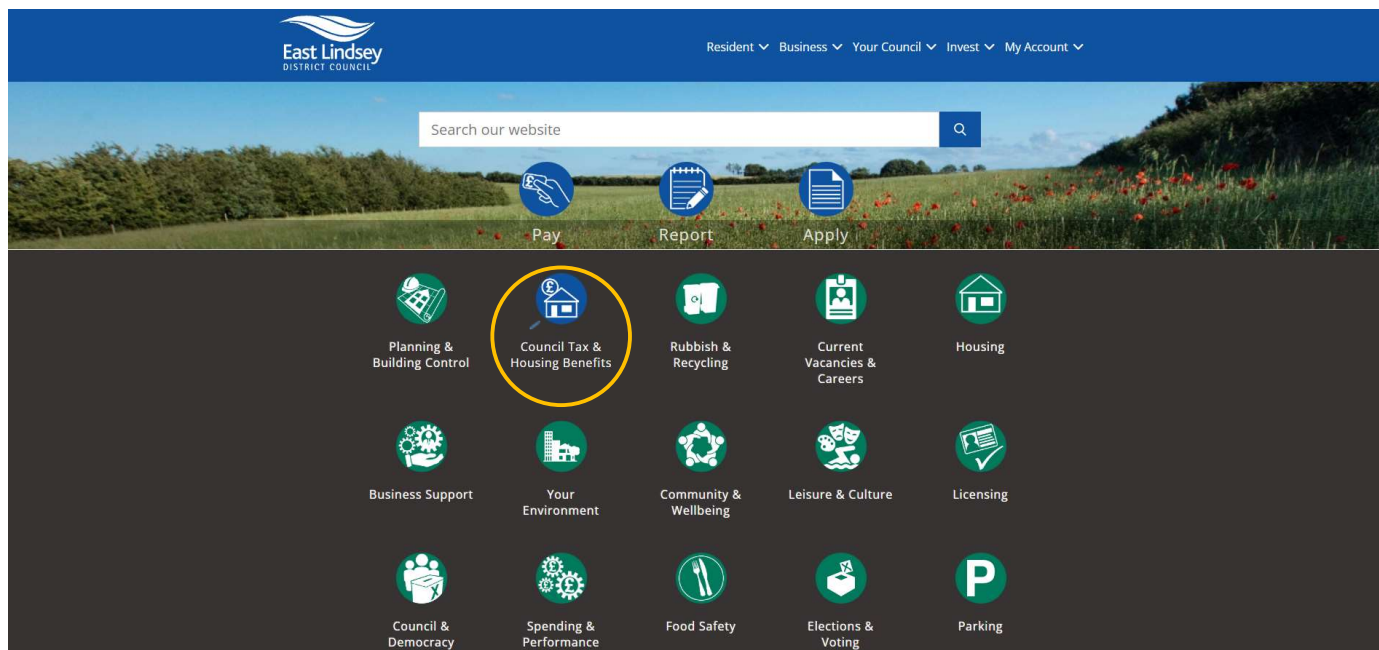 East Lindsey
DISTRICT COUNCIL
Resident Business Your Council Invest My Account
Search our website
Pay Report Apply
Planning & Council Tax & Rubbish & Current Housing
Building Control Housing Benefits Recycling Vacancies &
Careers
Business Support Your Community & Leisure & Culture Licensing
Environment Wellbeing
Council & Spending & Food Safety Elections & Parking
Democracy Performance Voting